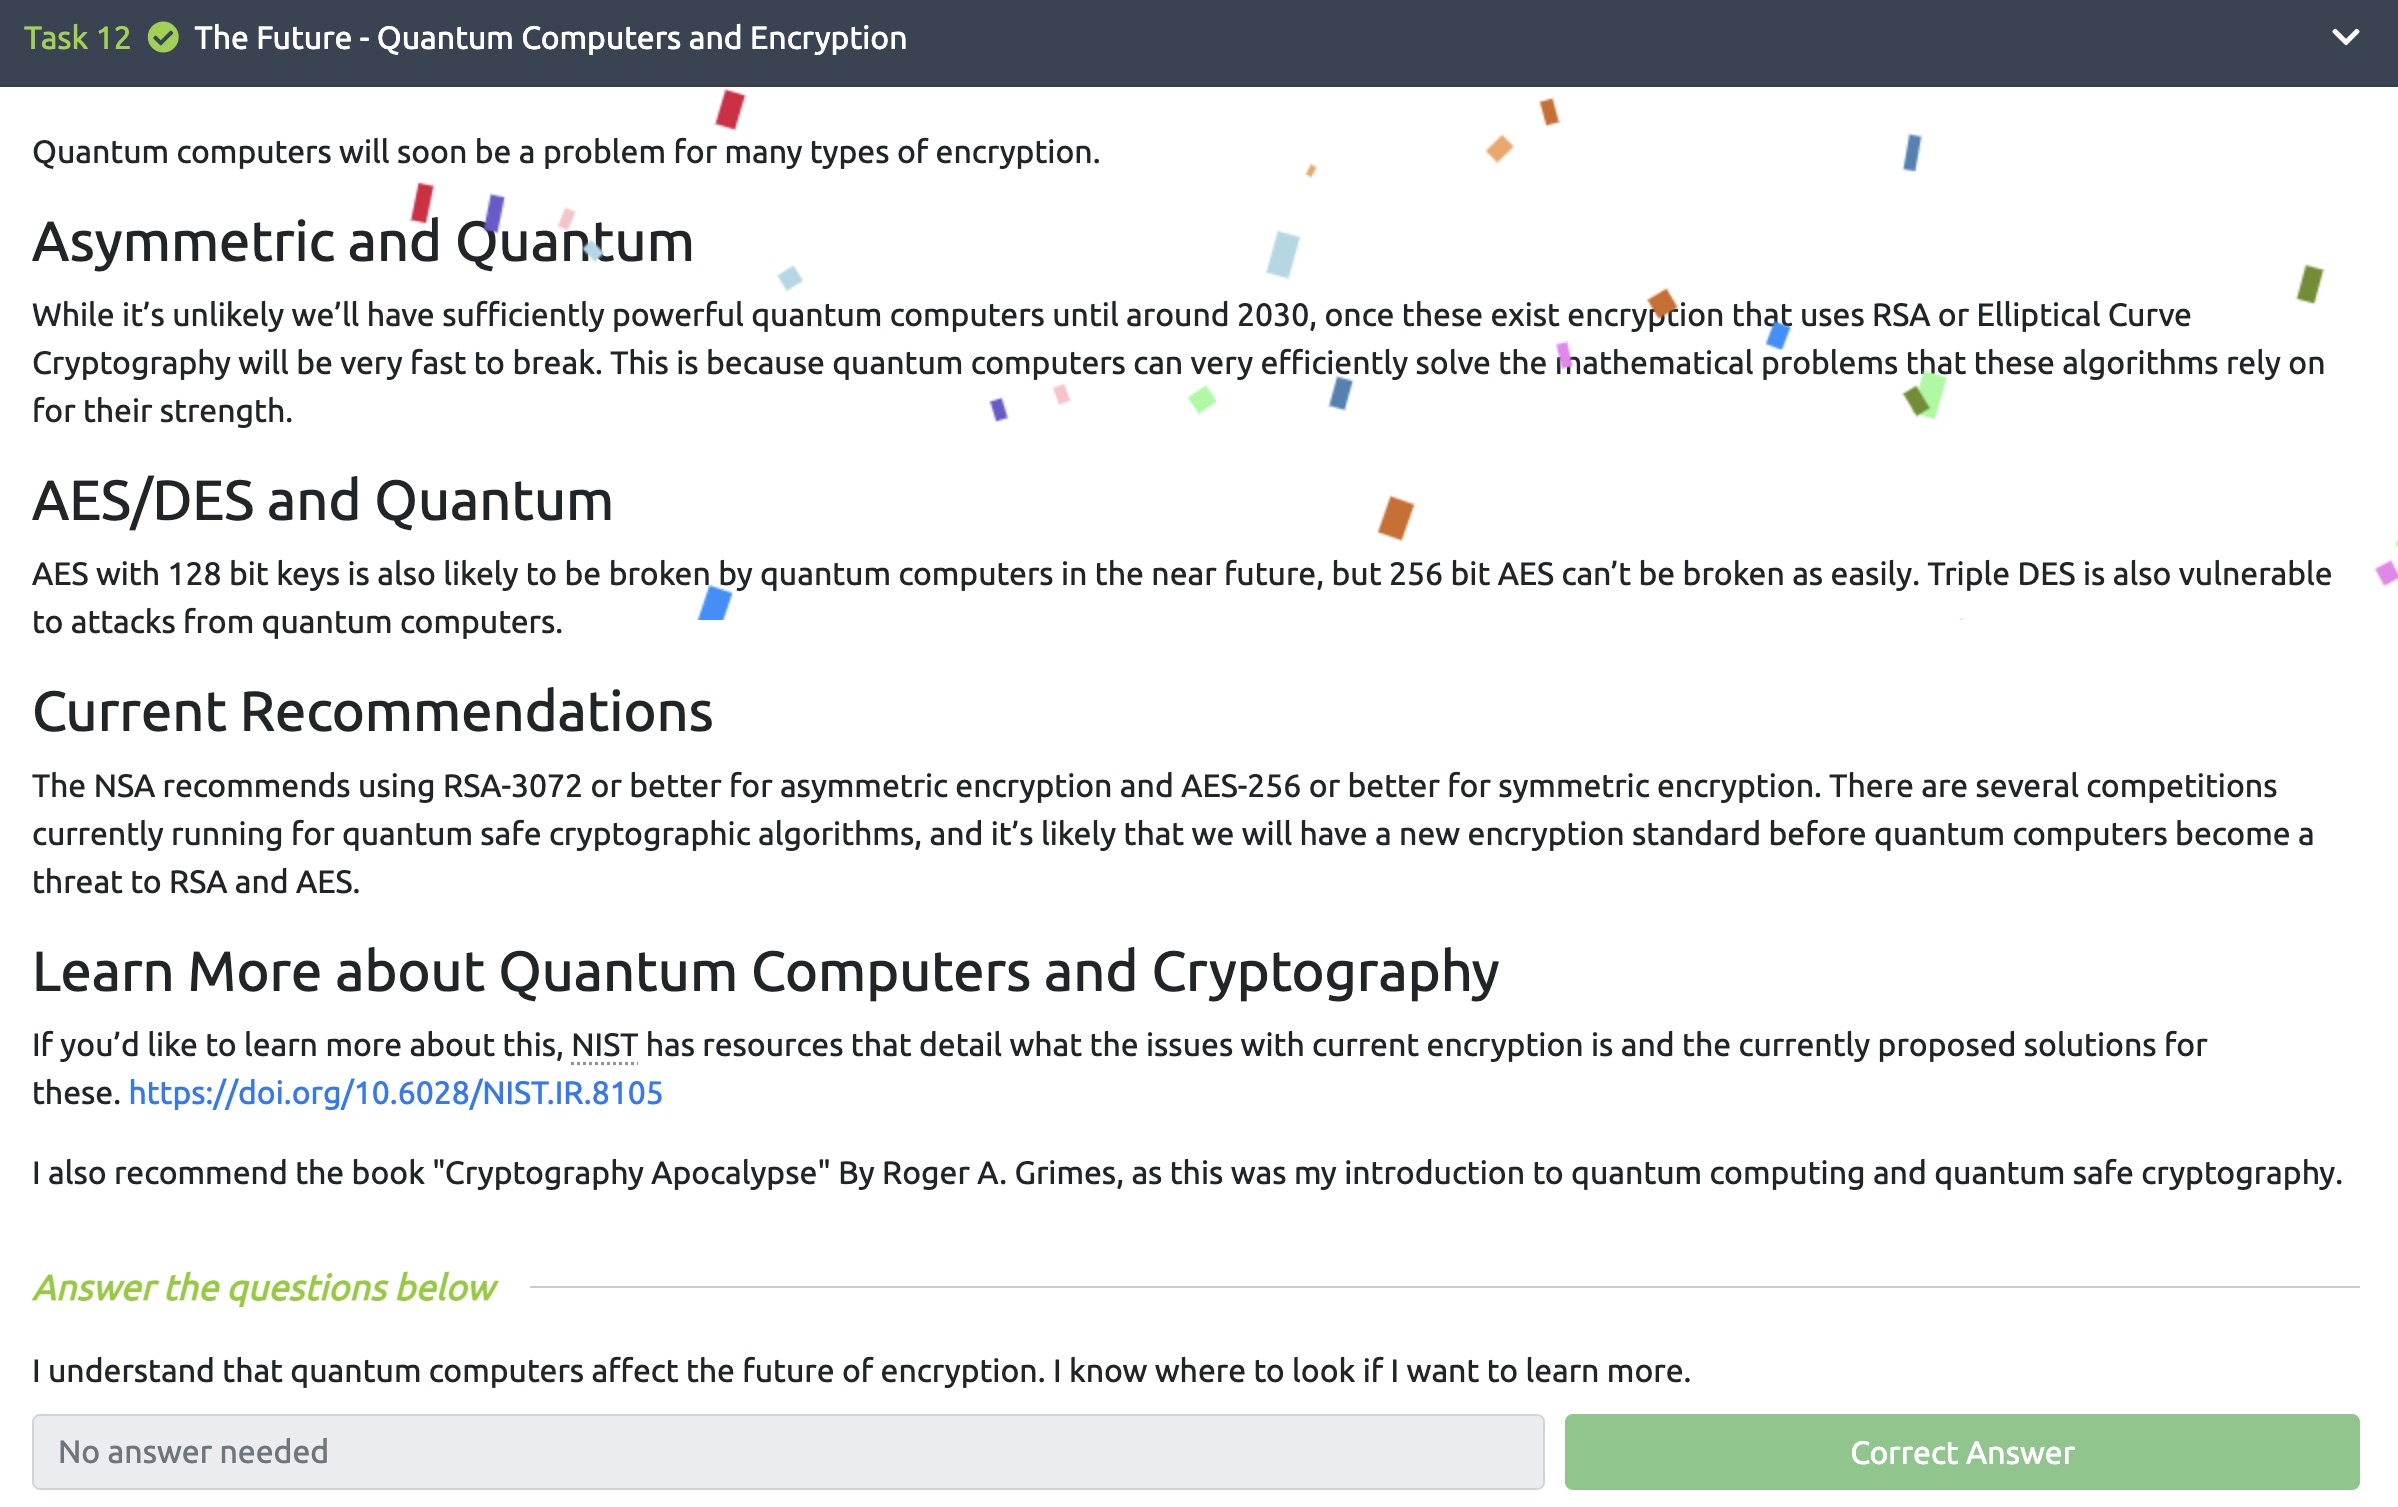 Task 12 The Future - Quantum Computers and Encryption
Quantum computers will soon be a problem for many types of encryption.
Asymmetric and Quantum
While it’s unlikely we’ll have sufficiently powerful quantum computers until around 2030, once these exist encryption that uses RSA or Elliptical Curve
Cryptography will be very fast to break. This is because quantum computers can very efficiently solve the mathematical problems that these algorithms rely on
for their strength.
AES/DES and Quantum
AES with 128 bit keys is also likely to be broken by quantum computers in the near future, but 256 bit AES can’t be broken as easily. Triple DES is also vulnerable
to attacks from quantum computers.
Current Recommendations
The NSA recommends using RSA-3072 or better for asymmetric encryption and AES-256 or better for symmetric encryption. There are several competitions
currently running for quantum safe cryptographic algorithms, and it’s likely that we will have a new encryption standard before quantum computers become a
threat to RSA and AES.
Learn More about Quantum Computers and Cryptography
If you’d like to learn more about this, NIST has resources that detail what the issues with current encryption is and the currently proposed solutions for
these. https://doi.org/10.6028/NIST.IR.8105
I also recommend the book "Cryptography Apocalypse" By Roger A. Grimes, as this was my introduction to quantum computing and quantum safe cryptography.
Answer the questions below
I understand that quantum computers affect the future of encryption. I know where to look if I want to learn more.
No answer needed
Correct Answer